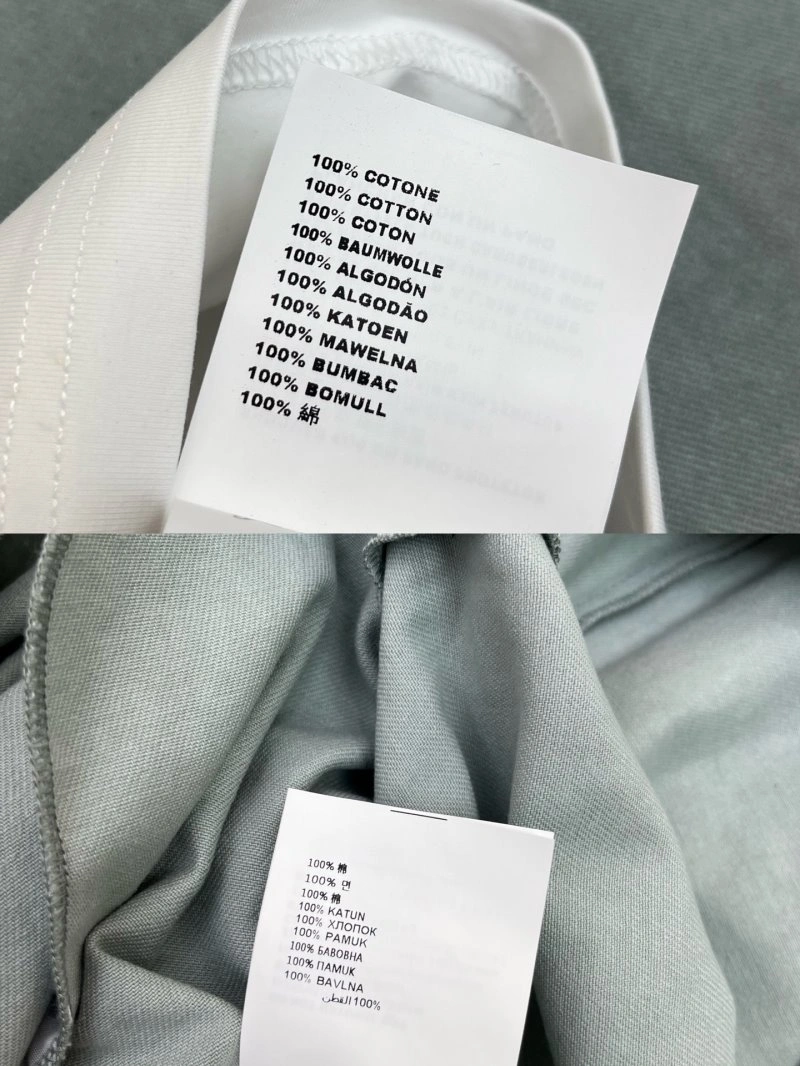 100% COTONE
100% COTTON
100% COTON
100% BAUMWOLLE
100% ALGODÓN
100% ALGODÃO
100% KATOEN
100% MAWELNA
100% BUMBAC
100% BOMULL
100% 綿
100% 棉
100% 면
100% 棉
100% KATUN
100% ХЛОПОК
100% PAMUK
100% БАВОВНА
100% ПАМУК
100% BAVLNA
100% القطن